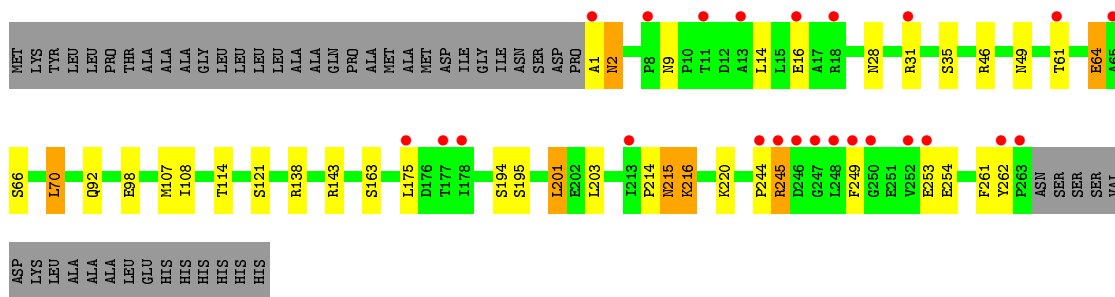 MET LYS TYR LEU LEU PRO THR ALA ALA ALA GLY LEU LEU LEU LEU ALA ALA GLN PRO ALA MET ALA MET ASP ILE GLY ILE ASN SER ASP PRO A1 N2 P8 N9 P10 T11 D12 A13 L14 L15 E16 A17 R18 N28 R31 S35 R46 N49 T61 E64 A65
S66 L70 Q92 E98 M107 I108 T114 S121 R138 R143 S163 L175 D176 T177 I178 S194 S195 L201 E202 L203 I213 P214 N215 K216 K220 P244 R245 D246 G247 L248 F249 G250 E251 V252 E253 E254 F261 Y262 P263 ASN SER SER SER VAL
ASP LYS LEU ALA ALA ALA LEU GLU HIS HIS HIS HIS HIS HIS